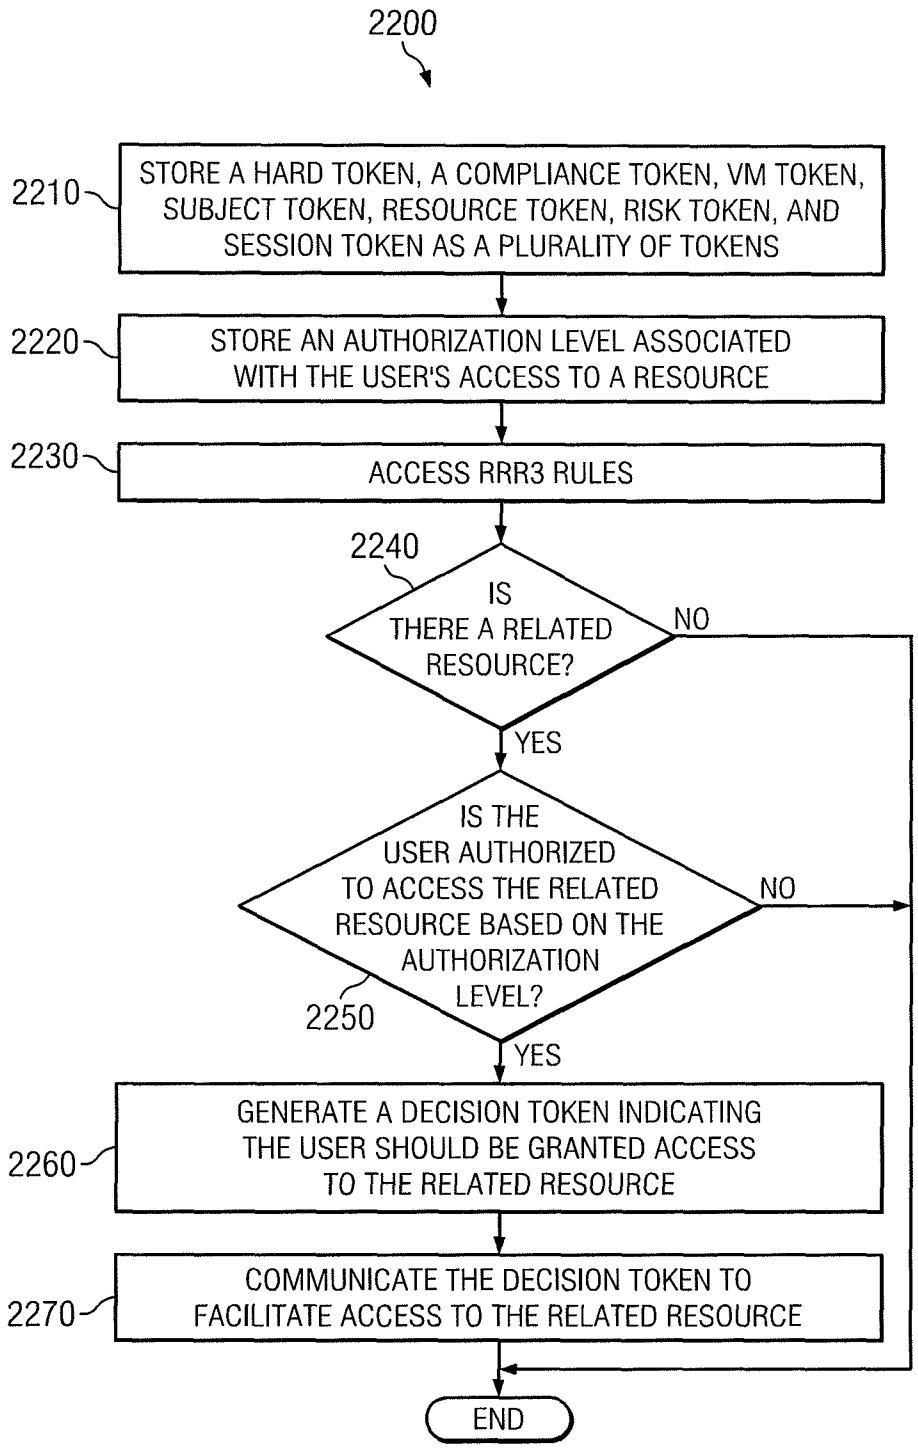 2200
2210
STORE A HARD TOKEN, A COMPLIANCE TOKEN, VM TOKEN,
SUBJECT TOKEN, RESOURCE TOKEN, RISK TOKEN, AND
SESSION TOKEN AS A PLURALITY OF TOKENS
2220
STORE AN AUTHORIZATION LEVEL ASSOCIATED
WITH THE USER'S ACCESS TO A RESOURCE
2230
ACCESS RRR3 RULES
2240
IS
THERE A RELATED
RESOURCE?
NO
YES
IS THE
USER AUTHORIZED
TO ACCESS THE RELATED
RESOURCE BASED ON THE
AUTHORIZATION
LEVEL?
NO
2250
YES
2260
GENERATE A DECISION TOKEN INDICATING
THE USER SHOULD BE GRANTED ACCESS
TO THE RELATED RESOURCE
2270
COMMUNICATE THE DECISION TOKEN TO
FACILITATE ACCESS TO THE RELATED RESOURCE
END